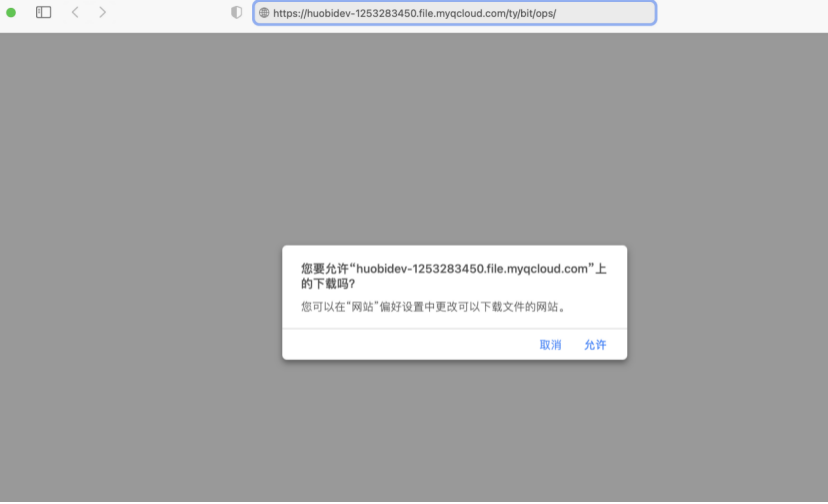 https://huobidev-1253283450.file.myqcloud.com/ty/bit/ops/
您要允许“huobidev-1253283450.file.myqcloud.com”上
的下载吗？
您可以在“网站”偏好设置中更改可以下载文件的网站。
取消 允许